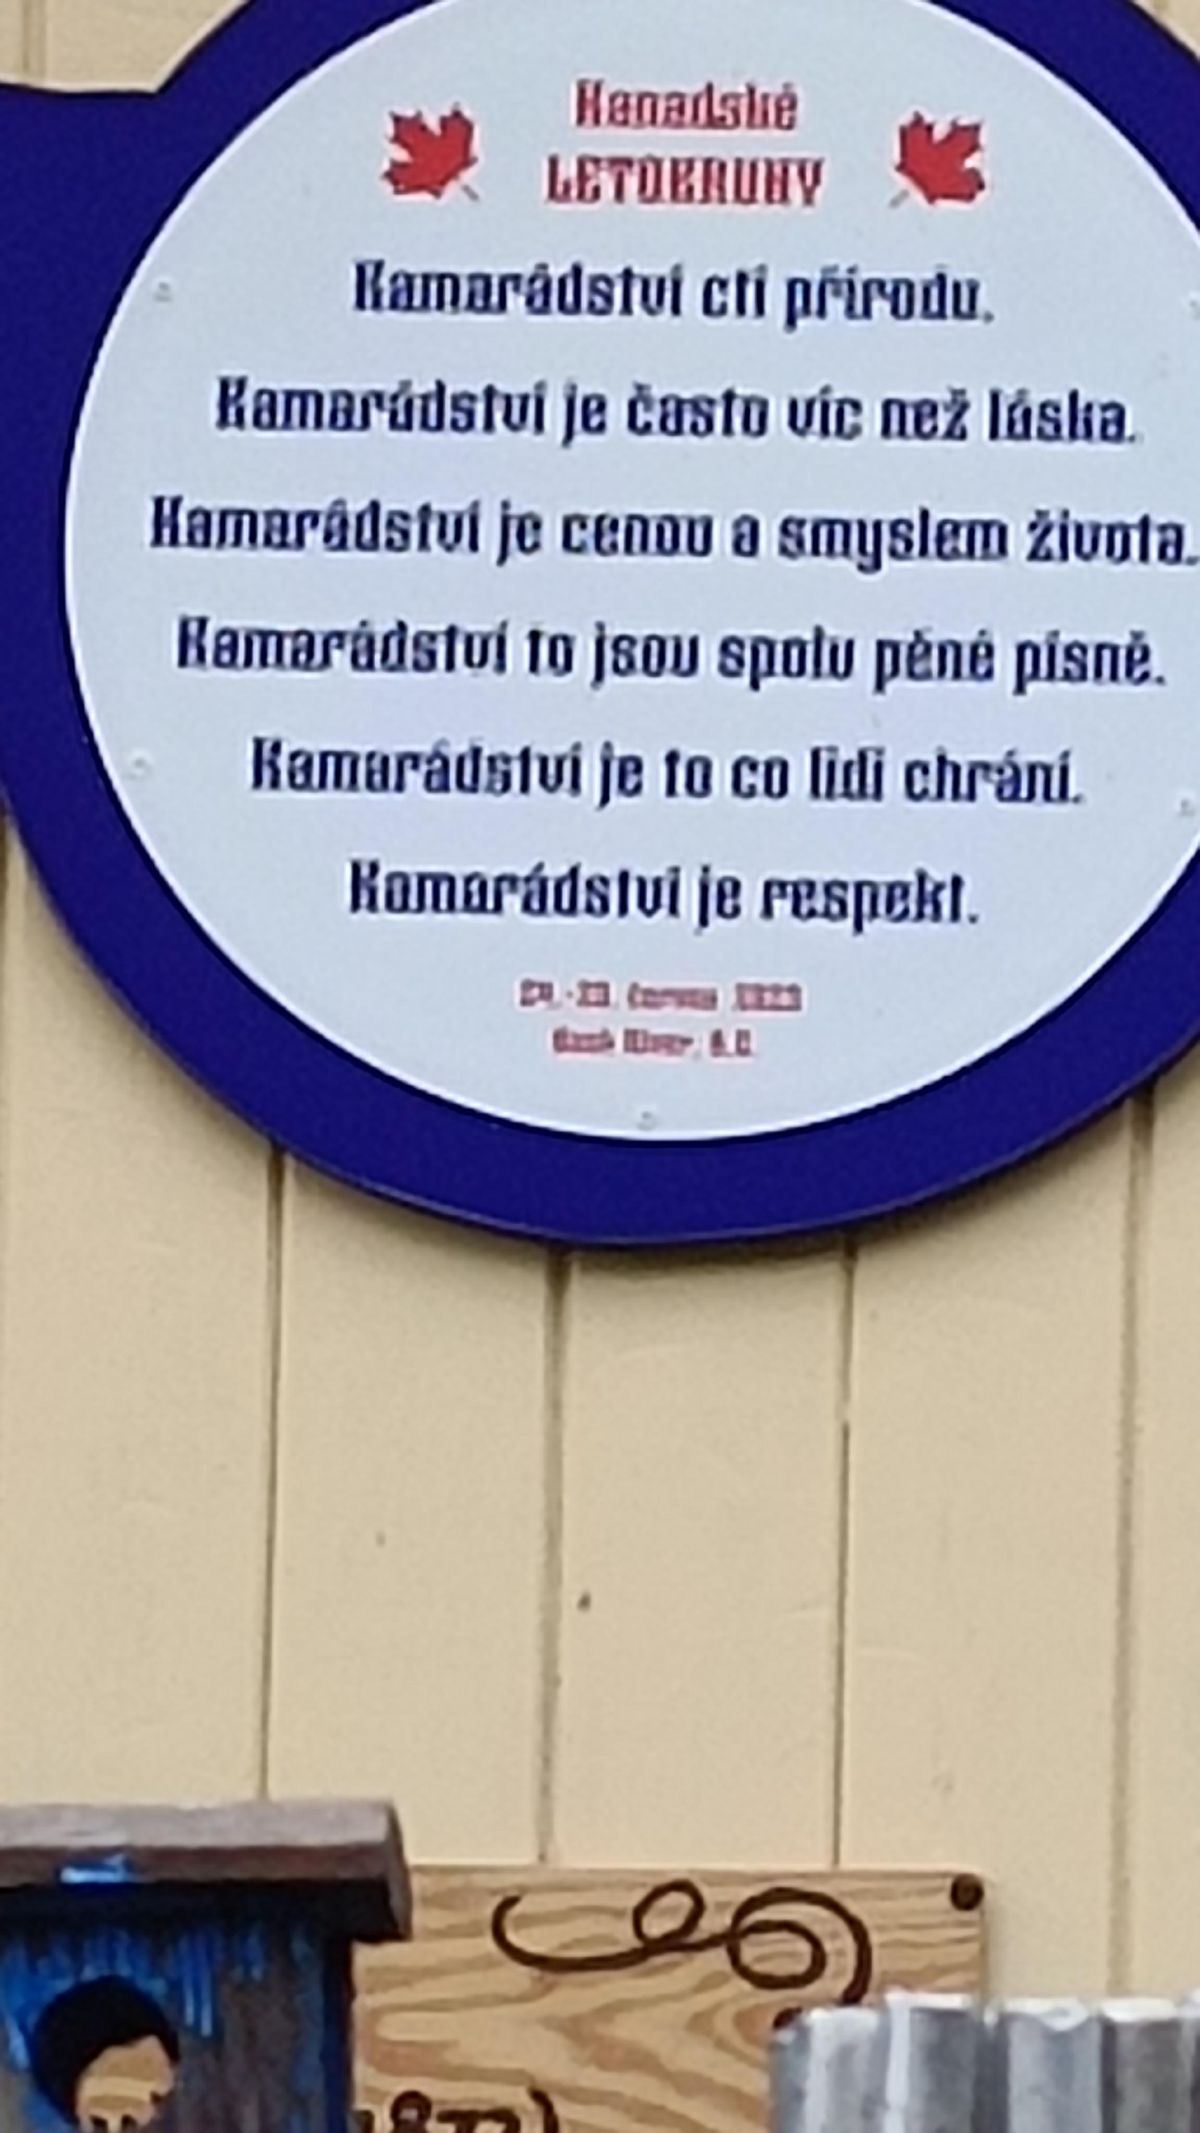 Kanadské
LETOKRUHY
Kamarádství ctí přírodu.
Kamarádství je často víc než láska.
Kamarádství je cenou a smyslem života.
Kamarádství to jsou spolu pěné písně.
Kamarádství je to co lidi chrání.
Kamarádství je respekt.
června